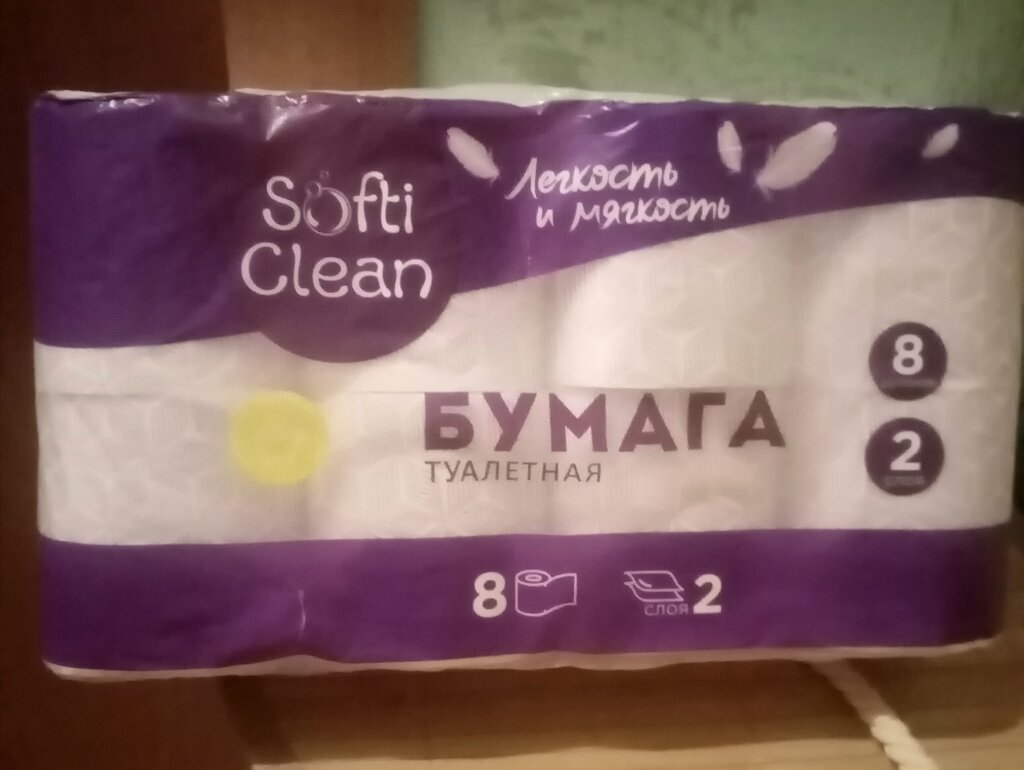 Softi
Clean
Легкость
и мягкость
БУМАГА
ТУАЛЕТНАЯ
8
2
СЛОЯ
8
СЛОЯ 2